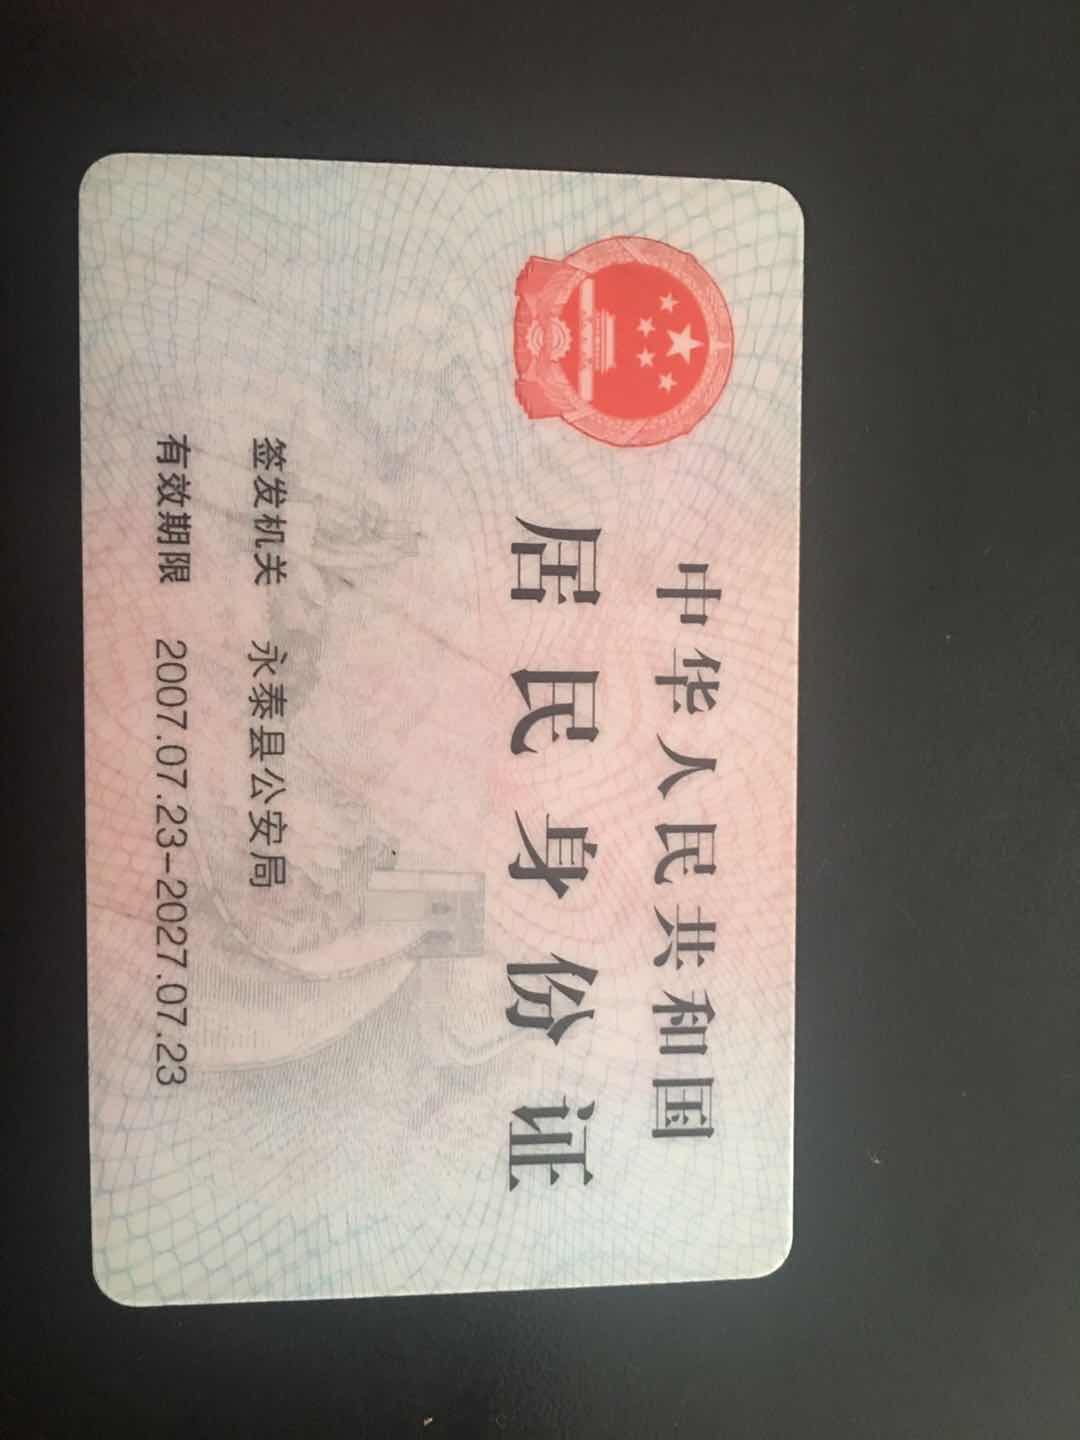 中华人民共和国
居民身份证
签发机关 永泰县公安局
有效期限 2007.07.23-2027.07.23